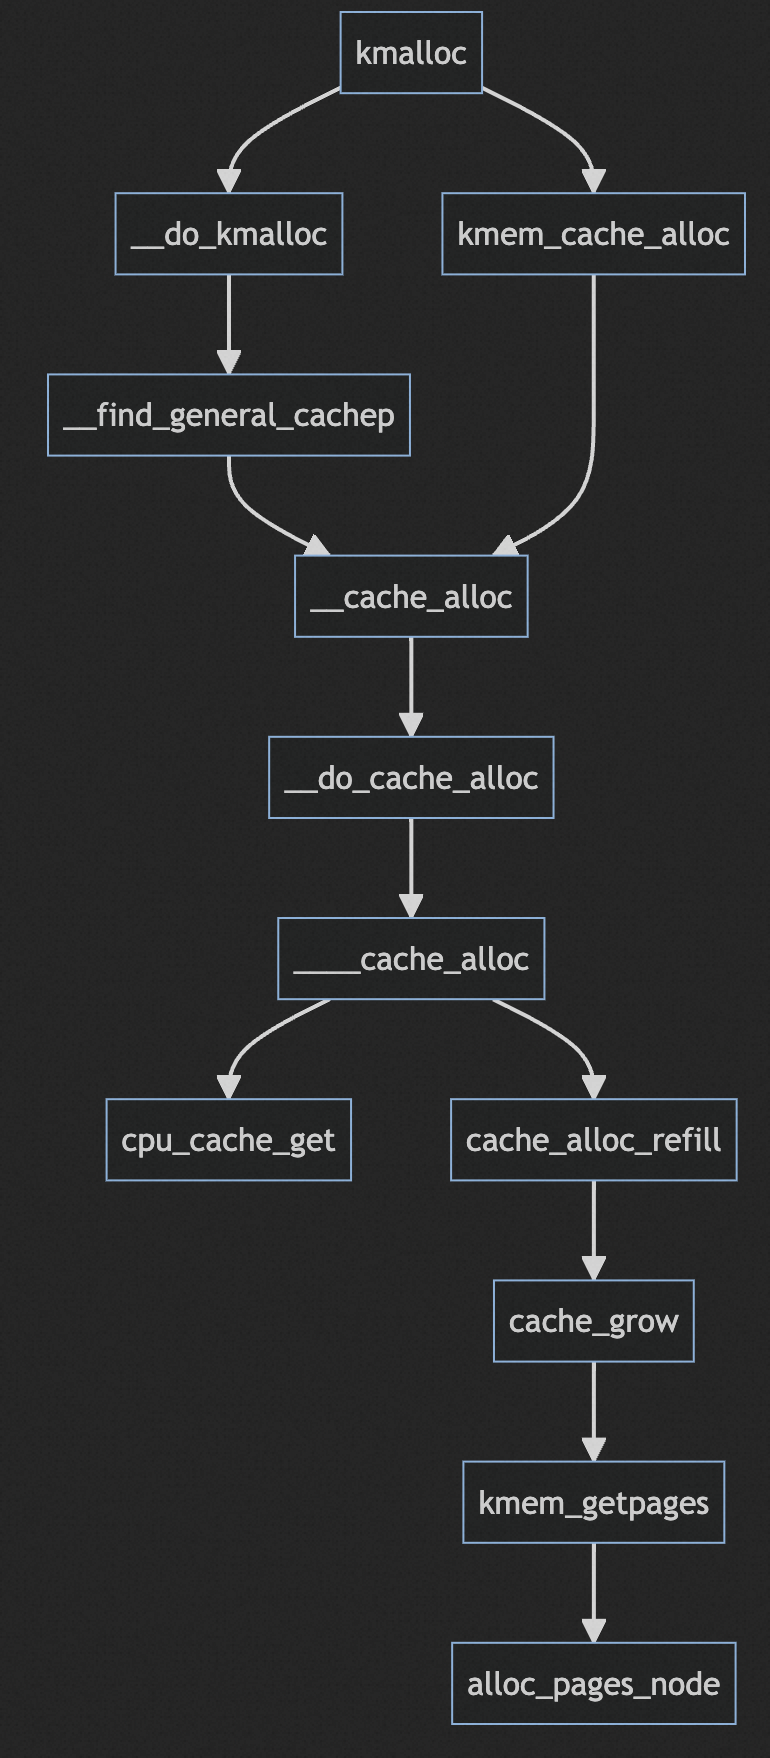 kmalloc
__do_kmalloc
kmem_cache_alloc
__find_general_cachep
__cache_alloc
__do_cache_alloc
____cache_alloc
cpu_cache_get
cache_alloc_refill
cache_grow
kmem_getpages
alloc_pages_node